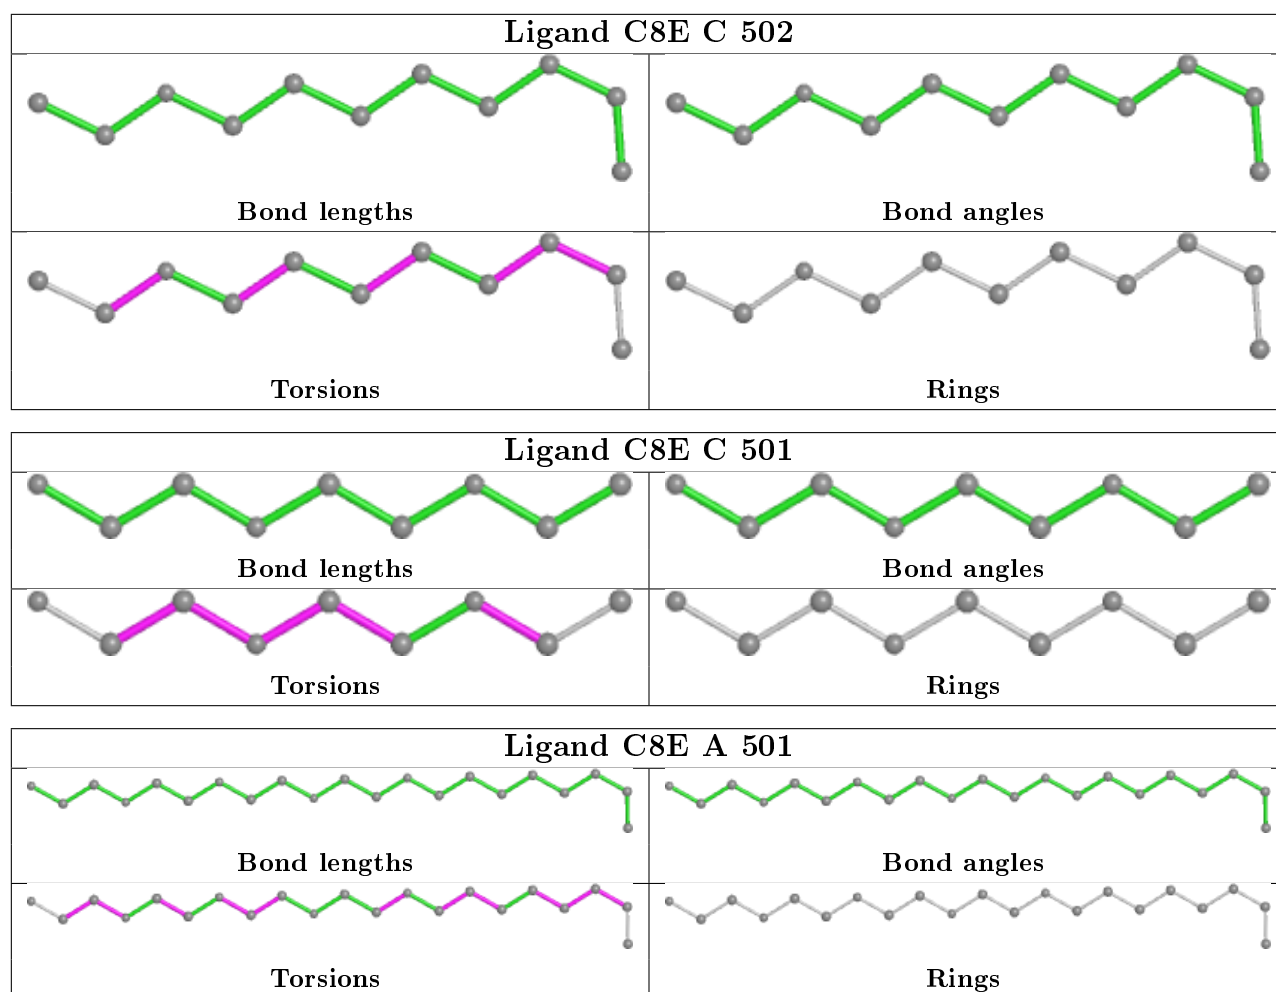 Ligand C8E C 502
Bond lengths
Bond angles
Torsions
Rings
Ligand C8E C 501
Bond lengths
Bond angles
Torsions
Rings
Ligand C8E A 501
Bond lengths
Bond angles
Torsions
Rings